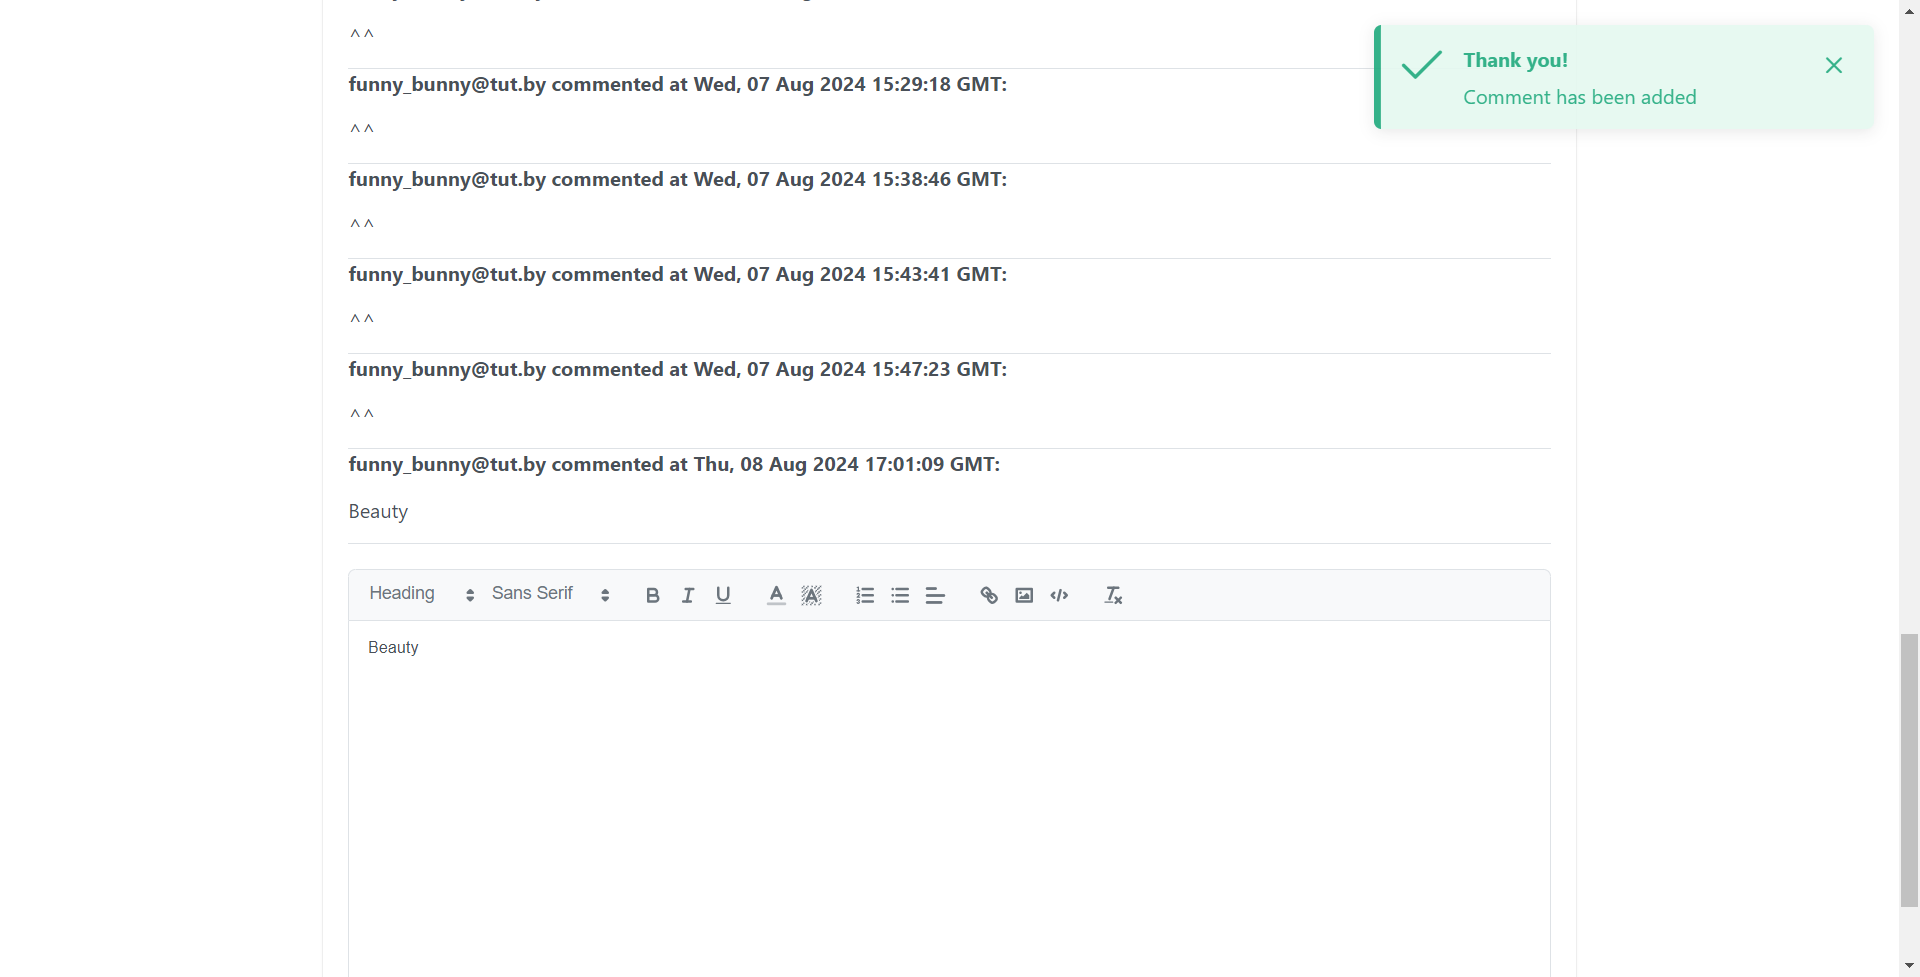 ^^
Thank you!
Comment has been added
funny_bunny@tut.by commented at Wed, 07 Aug 2024 15:29:18 GMT:
^^
funny_bunny@tut.by commented at Wed, 07 Aug 2024 15:38:46 GMT:
^^
funny_bunny@tut.by commented at Wed, 07 Aug 2024 15:43:41 GMT:
^^
funny_bunny@tut.by commented at Wed, 07 Aug 2024 15:47:23 GMT:
^^
funny_bunny@tut.by commented at Thu, 08 Aug 2024 17:01:09 GMT:
Beauty
Heading Sans Serif
Beauty